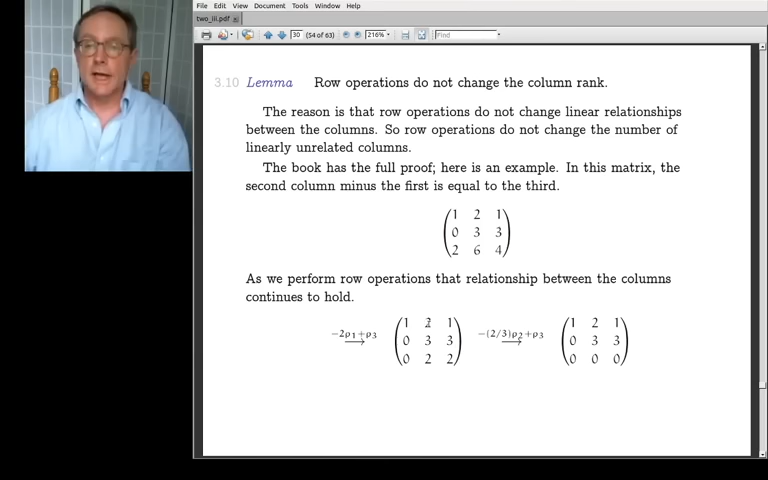 File Edit View Document Tools Window Help
two_iii.pdf
30 (54 of 63) 216% Find
3.10 Lemma Row operations do not change the column rank.
The reason is that row operations do not change linear relationships
between the columns. So row operations do not change the number of
linearly unrelated columns.
The book has the full proof; here is an example. In this matrix, the
second column minus the first is equal to the third.
1 2 1
0 3 3
2 6 4
As we perform row operations that relationship between the columns
continues to hold.
−2ρ1+ρ3 −(2/3)ρ2+ρ3
1 2 1 1 2 1
0 3 3 0 3 3
0 2 2 0 0 0